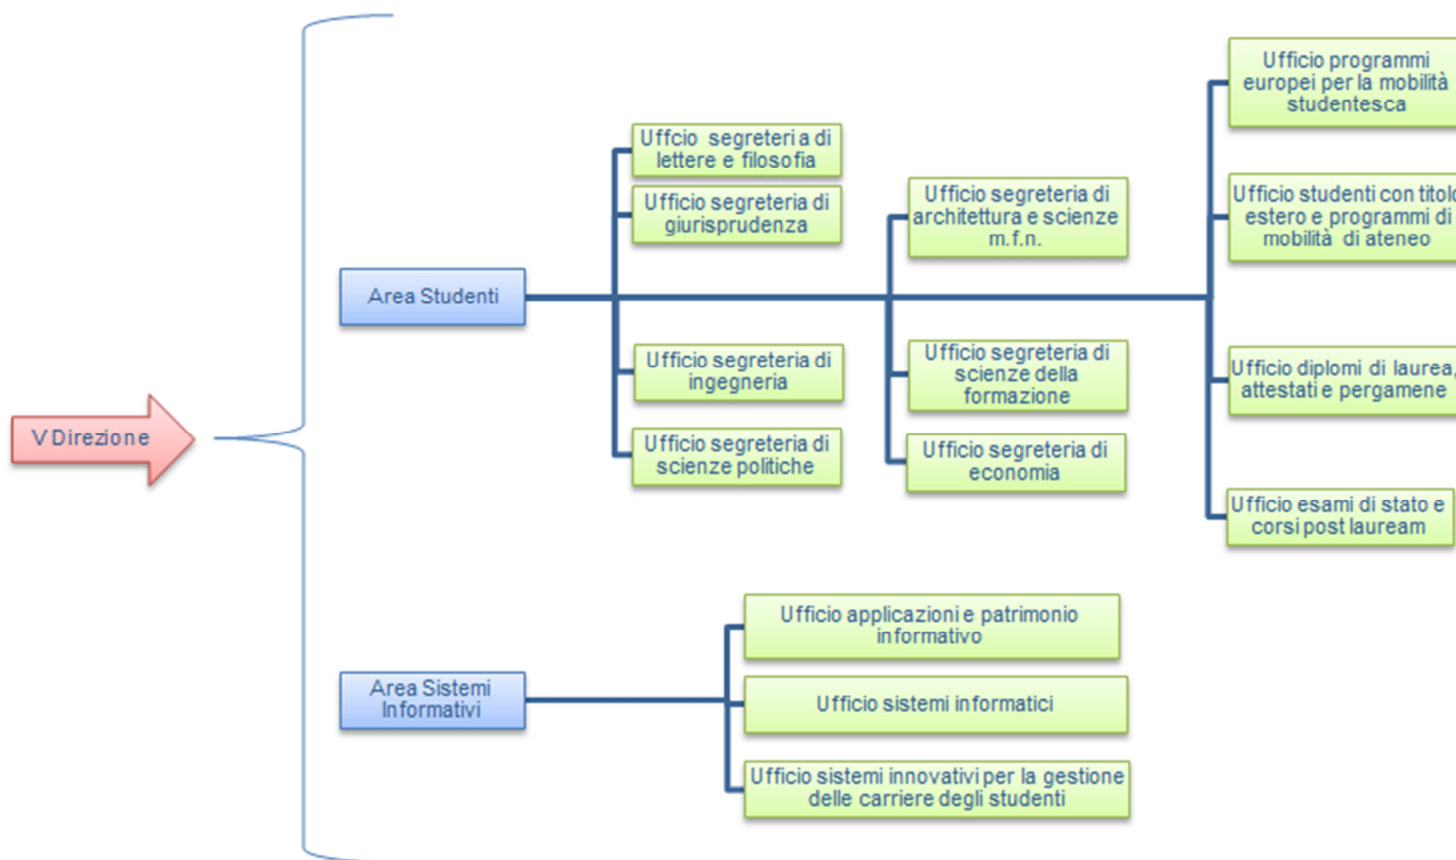 V Direzione
Area Studenti
Uffcio segreteria di
lettere e filosofia
Ufficio segreteria di
giurisprudenza
Ufficio segreteria di
ingegneria
Ufficio segreteria di
scienze politiche
Ufficio segreteria di
architettura e scienze
m.f.n.
Ufficio segreteria di
scienze della
formazione
Ufficio segreteria di
economia
Ufficio programmi
europei per la mobilità
studentesca
Ufficio studenti con titolo
estero e programmi di
mobilità di ateneo
Ufficio diplomi di laurea,
attestati e pergamene
Ufficio esami di stato e
corsi post lauream
Area Sistemi
Informativi
Ufficio applicazioni e patrimonio
informativo
Ufficio sistemi informatici
Ufficio sistemi innovativi per la gestione
delle carriere degli studenti